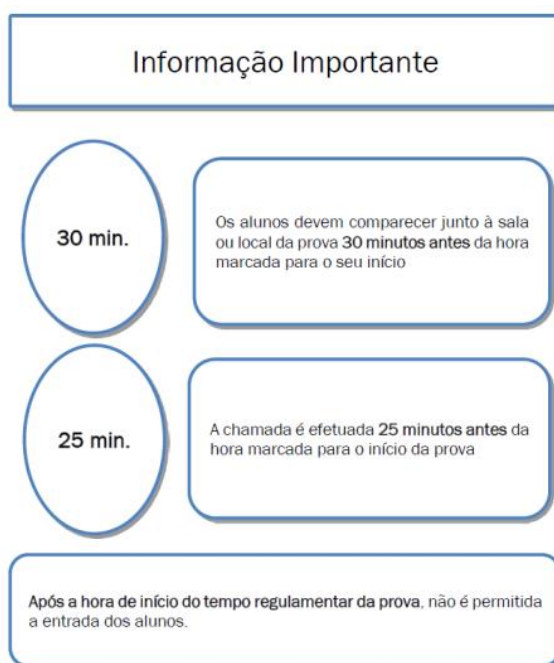 Informação Importante
30 min.
Os alunos devem comparecer junto à sala
ou local da prova 30 minutos antes da hora
marcada para o seu início
25 min.
A chamada é efetuada 25 minutos antes da
hora marcada para o início da prova
Após a hora de início do tempo regulamentar da prova, não é permitida
a entrada dos alunos.